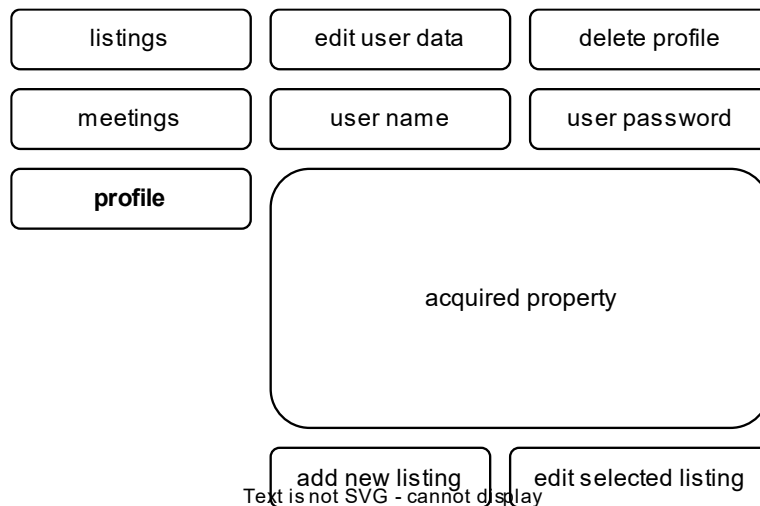 listings
edit user data
delete profile
meetings
user name
user password
profile
acquired property
add new listing
edit selected listing
Text is not SVG - cannot display